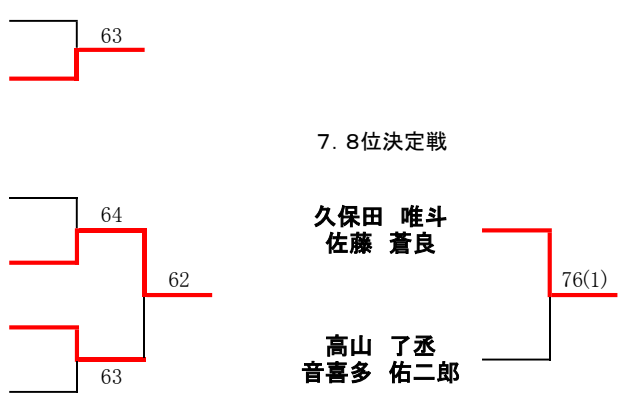 63
7. 8位決定戦
64
久保田　唯斗
佐藤　蒼良
62
76(1)
高山　了丞
音喜多　佑二郎
63